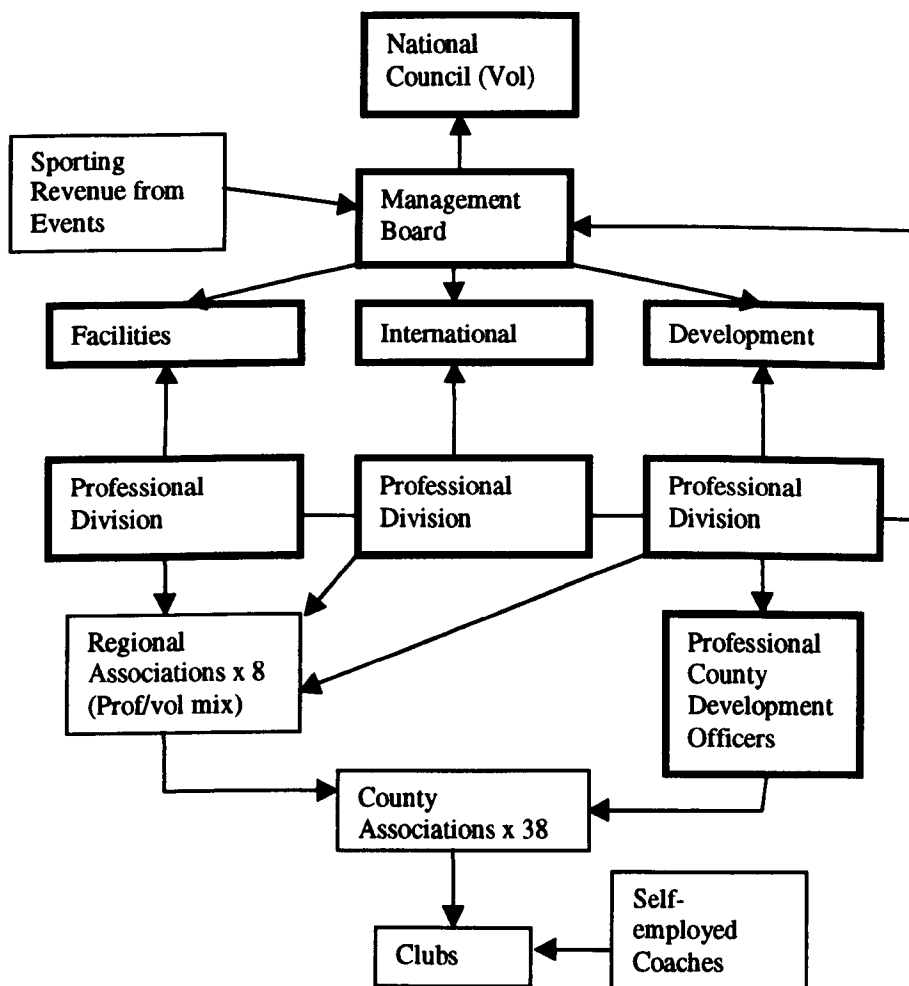 National
Council (Vol)
Sporting
Revenue from
Events
Management
Board
Facilities
International
Development
Professional
Division
Professional
Division
Professional
Division
Regional
Associations x 8
(Prof/vol mix)
Professional
County
Development
Officers
County
Associations x 38
Self-
employed
Coaches
Clubs